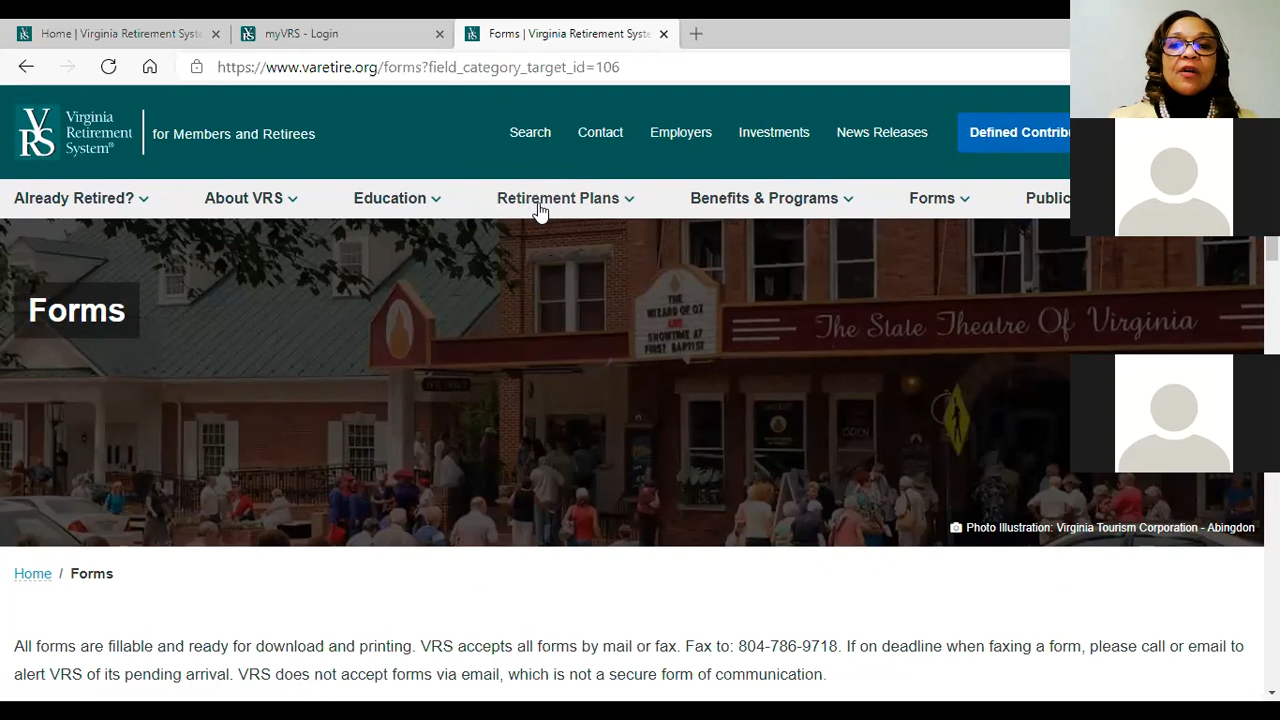 Home | Virginia Retirement Syst
myVRS - Login
Forms | Virginia Retirement Syste
https://www.varetire.org/forms?field_category_target_id=106
VRS
Virginia
Retirement
System®
for Members and Retirees
Search Contact Employers Investments News Releases Defined Contribu
Already Retired? About VRS Education Retirement Plans Benefits & Programs Forms Public
Forms
THE
WIZARD OF OZ
AND
SHOWTIME AT
FIRST BAPTIST
The State Theatre Of Virginia
OPEN
Photo Illustration: Virginia Tourism Corporation - Abingdon
Home / Forms
All forms are fillable and ready for download and printing. VRS accepts all forms by mail or fax. Fax to: 804-786-9718. If on deadline when faxing a form, please call or email to
alert VRS of its pending arrival. VRS does not accept forms via email, which is not a secure form of communication.